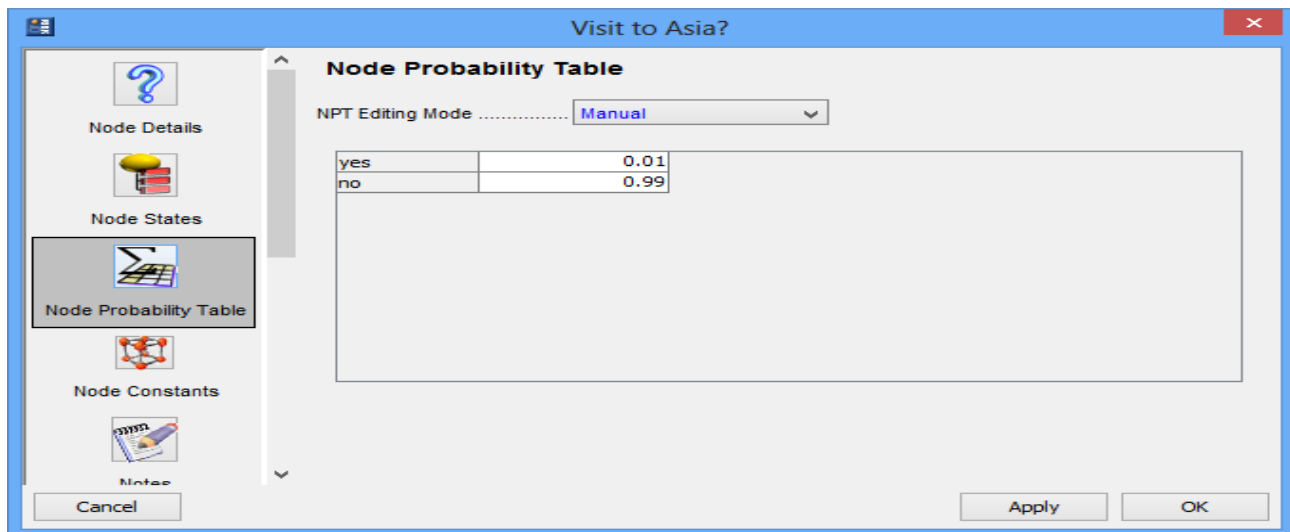 Visit to Asia?
Node Details
Node States
Node Probability Table
Node Constants
Notes
Node Probability Table
NPT Editing Mode ................ Manual
yes 0.01
no 0.99
Cancel
Apply
OK